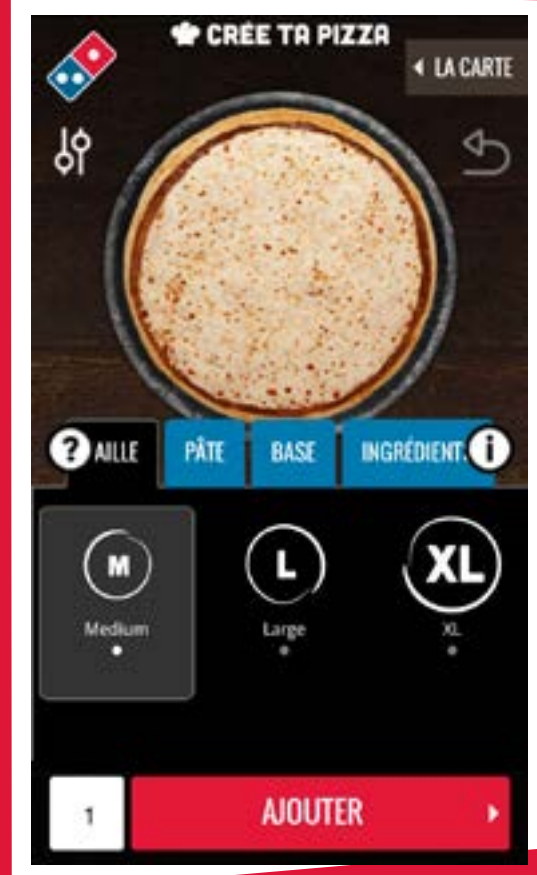 CRÉE TA PIZZA
LA CARTE
? AILLE
PÂTE
BASE
INGRÉDIENT. i
M
L
XL
Medium
Large
XL
1
AJOUTER